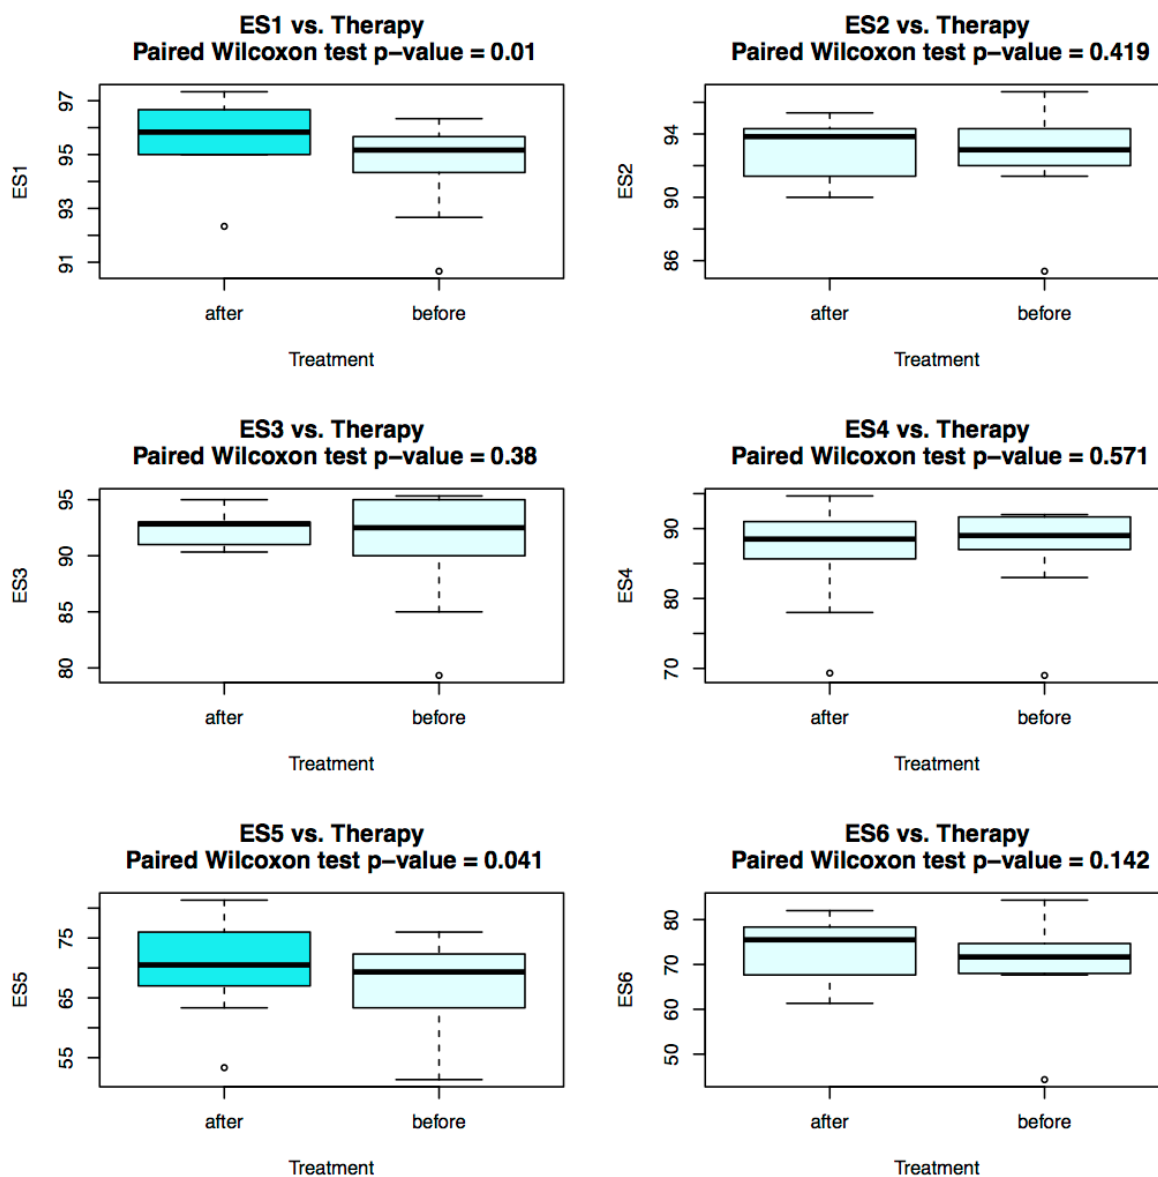 ES1 vs. Therapy
Paired Wilcoxon test p−value = 0.01
97
95
93
91
ES1
after
before
Treatment
ES2 vs. Therapy
Paired Wilcoxon test p−value = 0.419
94
90
86
ES2
after
before
Treatment
ES3 vs. Therapy
Paired Wilcoxon test p−value = 0.38
95
90
85
80
ES3
after
before
Treatment
ES4 vs. Therapy
Paired Wilcoxon test p−value = 0.571
90
80
70
ES4
after
before
Treatment
ES5 vs. Therapy
Paired Wilcoxon test p−value = 0.041
75
65
55
ES5
after
before
Treatment
ES6 vs. Therapy
Paired Wilcoxon test p−value = 0.142
80
70
60
50
ES6
after
before
Treatment